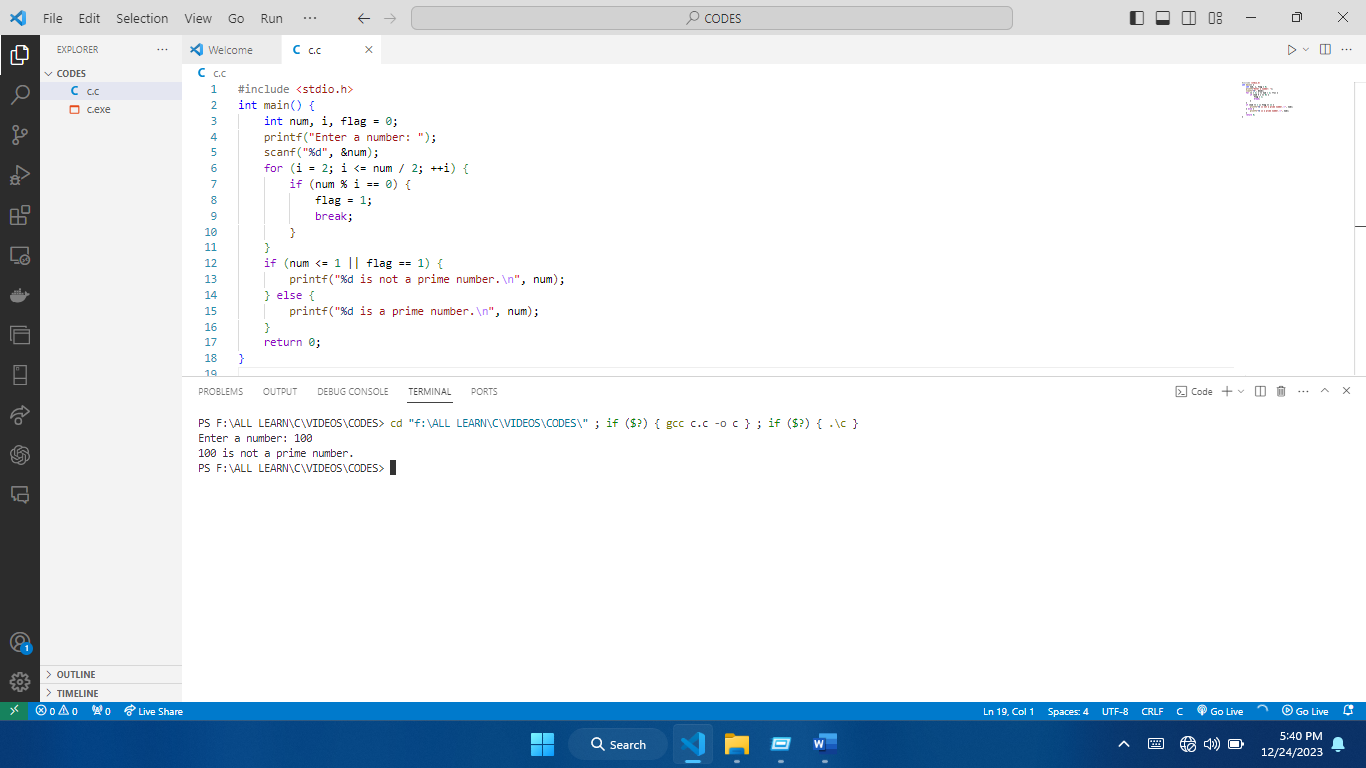 File Edit Selection View Go Run ··· CODES
EXPLORER ···
CODES
c.c
c.exe
OUTLINE
TIMELINE
Welcome
C c.c
C c.c
1 #include <stdio.h>
2 int main() {
3 int num, i, flag = 0;
4 printf("Enter a number: ");
5 scanf("%d", &num);
6 for (i = 2; i <= num / 2; ++i) {
7 if (num % i == 0) {
8 flag = 1;
9 break;
10 }
11 }
12 if (num <= 1 || flag == 1) {
13 printf("%d is not a prime number.\n", num);
14 } else {
15 printf("%d is a prime number.\n", num);
16 }
17 return 0;
18 }
19
PROBLEMS OUTPUT DEBUG CONSOLE TERMINAL PORTS Code
PS F:\ALL LEARN\C\VIDEOS\CODES> cd "f:\ALL LEARN\C\VIDEOS\CODES\" ; if ($?) { gcc c.c -o c } ; if ($?) { .\c }
Enter a number: 100
100 is not a prime number.
PS F:\ALL LEARN\C\VIDEOS\CODES>
1
0 0 0 Live Share Ln 19, Col 1 Spaces: 4 UTF-8 CRLF C Go Live Go Live
Search
5:40 PM
12/24/2023